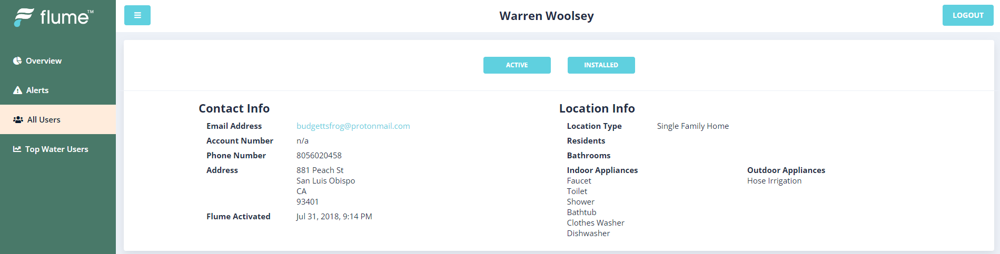 flume™
Warren Woolsey
LOGOUT
Overview
Alerts
All Users
Top Water Users
ACTIVE
INSTALLED
Contact Info
Email Address budgettsfrog@protonmail.com
Account Number n/a
Phone Number 8056020458
Address 881 Peach St
San Luis Obispo
CA
93401
Flume Activated Jul 31, 2018, 9:14 PM
Location Info
Location Type Single Family Home
Residents
Bathrooms
Indoor Appliances
Faucet
Toilet
Shower
Bathtub
Clothes Washer
Dishwasher
Outdoor Appliances
Hose Irrigation